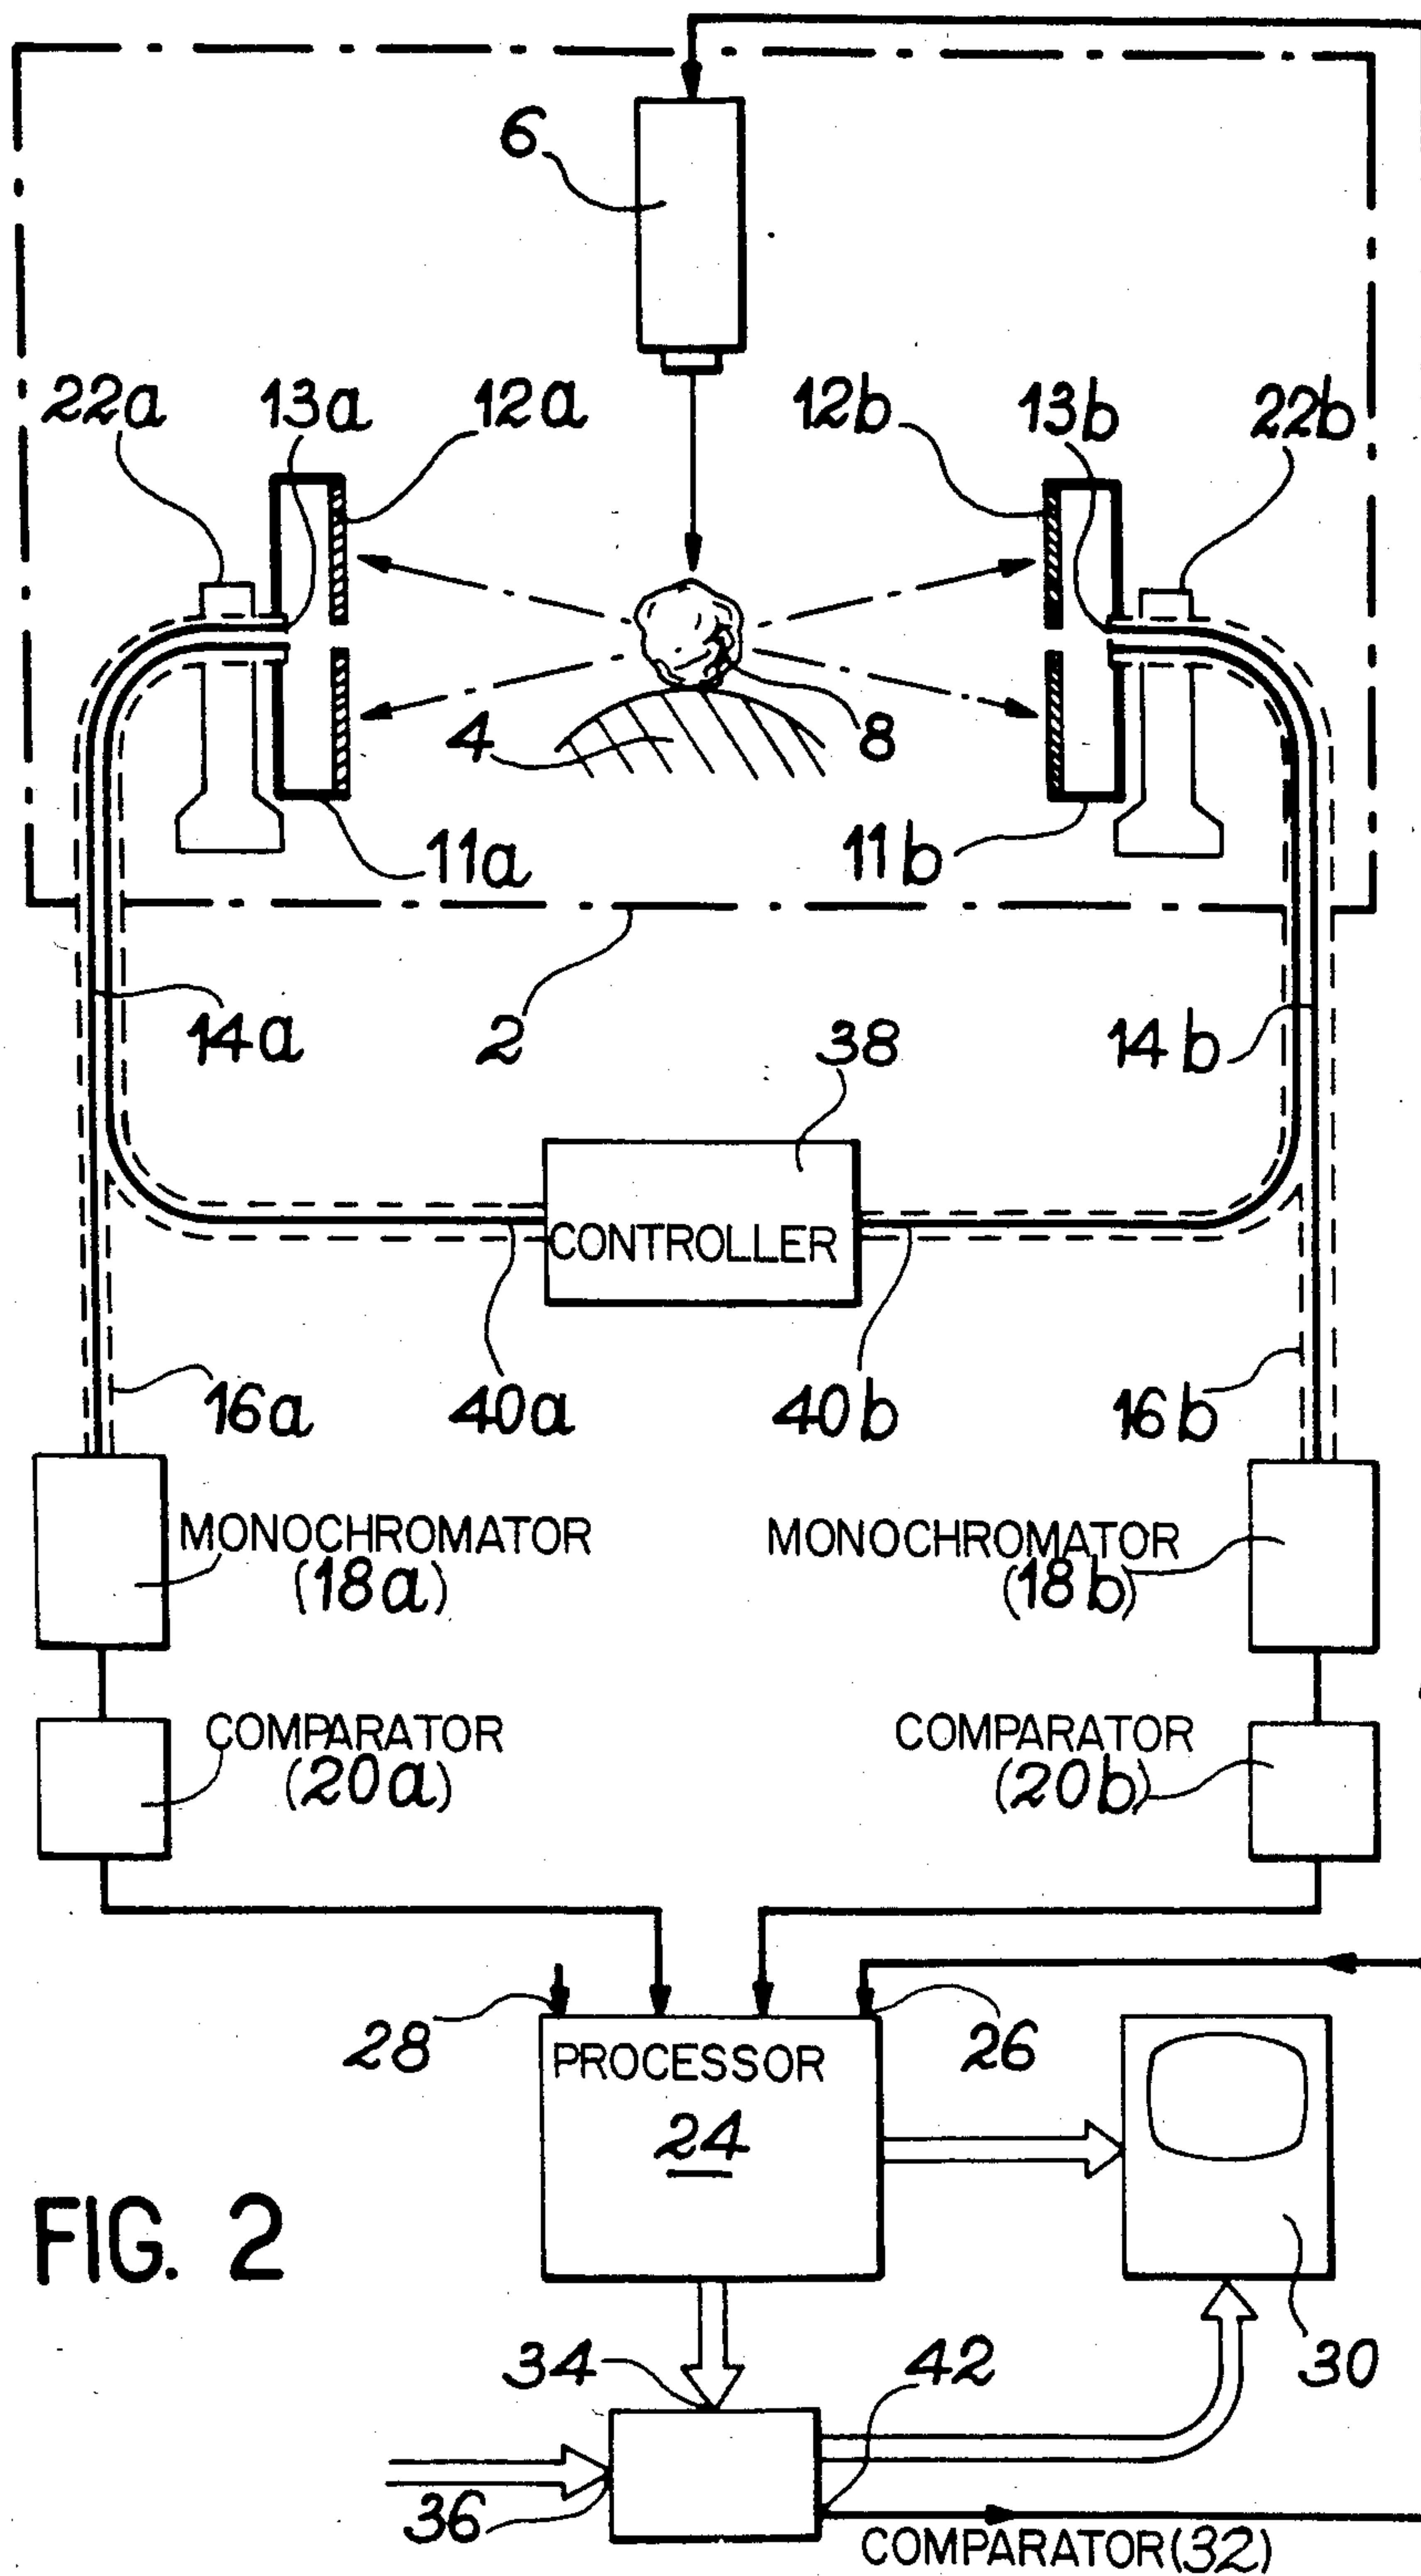 6
22a 13a 12a 12b 13b 22b
4 8
11a 11b
14a 2 38 14b
CONTROLLER
16a 40a 40b 16b
MONOCHROMATOR
(18a)
MONOCHROMATOR
(18b)
COMPARATOR
(20a)
COMPARATOR
(20b)
28 26
PROCESSOR
24
FIG. 2
34 42 30
36
COMPARATOR(32)